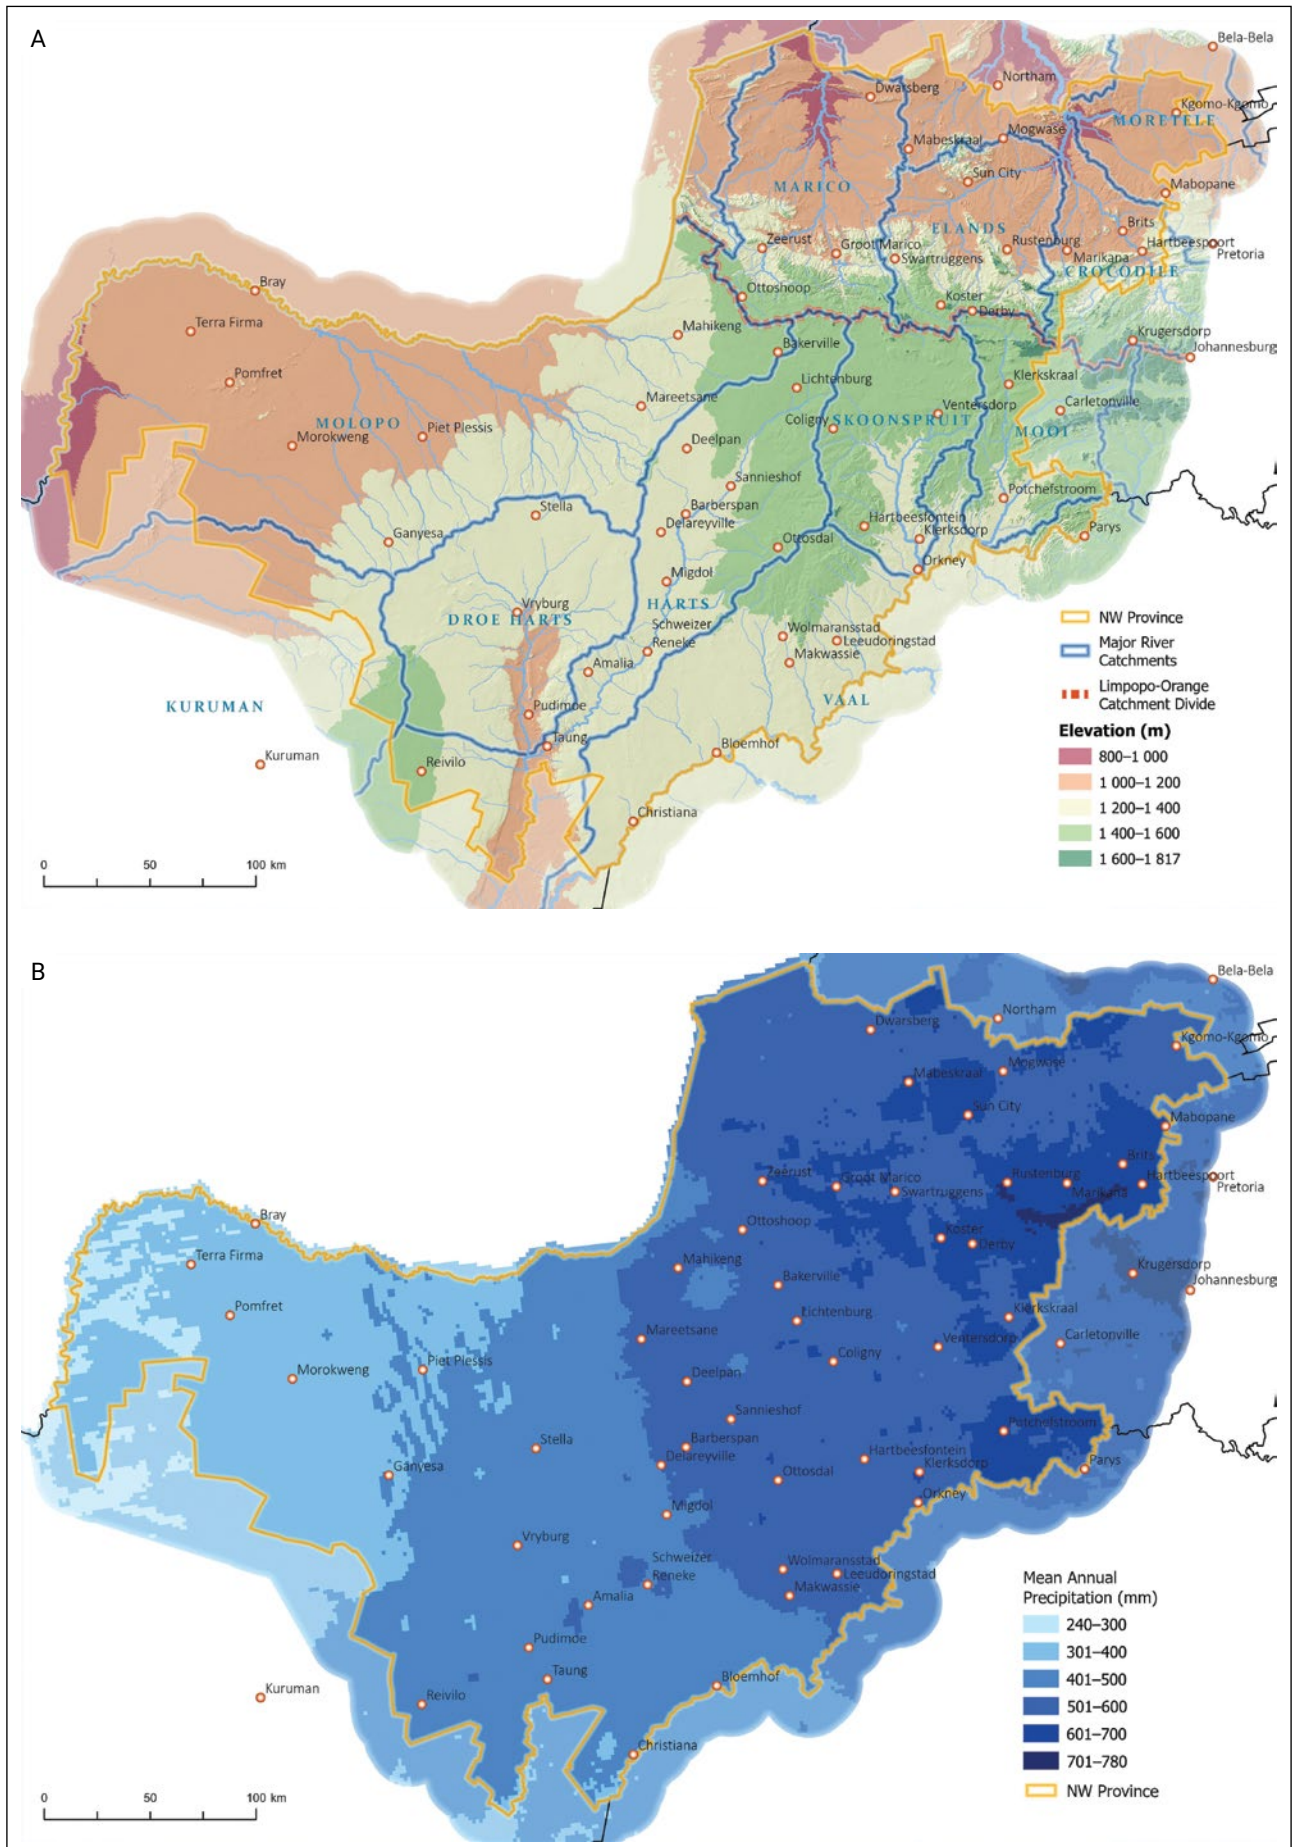 A
Bela-Bela
Northam
Dwarsberg
Kgomo-Kgomo
MORETELE
Mogwase
Mabeskraal
Sun City
MARICO
Mabopane
Brits
ELANDS
Zeerust
Groot Marico
Swartruggens
Rustenburg
Marikana
Hartbeespoort
Pretoria
CROCODILE
Bray
Ottoshoop
Koster
Derby
Terra Firma
Mahikeng
Bakerville
Krugersdorp
Johannesburg
Pomfret
Lichtenburg
Klerkskraal
Mareetsane
Carletonville
MOLOPO
Piet Plessis
Coligny
SKOONSPRUIT
Ventersdorp
MOOI
Morokweng
Deelpan
Sannieshof
Potchefstroom
Stella
Barberspan
Delareyville
Hartbeesfontein
Klerksdorp
Parys
Ganyesa
Ottosdal
Orkney
Migdol
Vryburg
DROE HARTS
HARTS
Schweizer
Reneke
Wolmaransstad
Leeudoringstad
Makwassie
Amalia
KURUMAN
VAAL
Pudimoe
Taung
Bloemhof
Kuruman
Reivilo
Christiana
NW Province
Major River
Catchments
Limpopo-Orange
Catchment Divide
Elevation (m)
800–1 000
1 000–1 200
1 200–1 400
1 400–1 600
1 600–1 817
0 50 100 km
B
Bela-Bela
Northam
Dwarsberg
Kgomo-Kgomo
Mogwase
Mabeskraal
Sun City
Mabopane
Brits
Zeerust
Groot Marico
Swartruggens
Rustenburg
Marikana
Hartbeespoort
Pretoria
Bray
Ottoshoop
Koster
Derby
Terra Firma
Mahikeng
Bakerville
Krugersdorp
Johannesburg
Pomfret
Lichtenburg
Klerkskraal
Mareetsane
Ventersdorp
Carletonville
Piet Plessis
Coligny
Morokweng
Deelpan
Sannieshof
Potchefstroom
Stella
Barberspan
Delareyville
Hartbeesfontein
Klerksdorp
Parys
Ganyesa
Ottosdal
Orkney
Migdol
Vryburg
Schweizer
Reneke
Wolmaransstad
Leeudoringstad
Makwassie
Amalia
Pudimoe
Taung
Bloemhof
Kuruman
Reivilo
Christiana
Mean Annual
Precipitation (mm)
240–300
301–400
401–500
501–600
601–700
701–780
NW Province
0 50 100 km